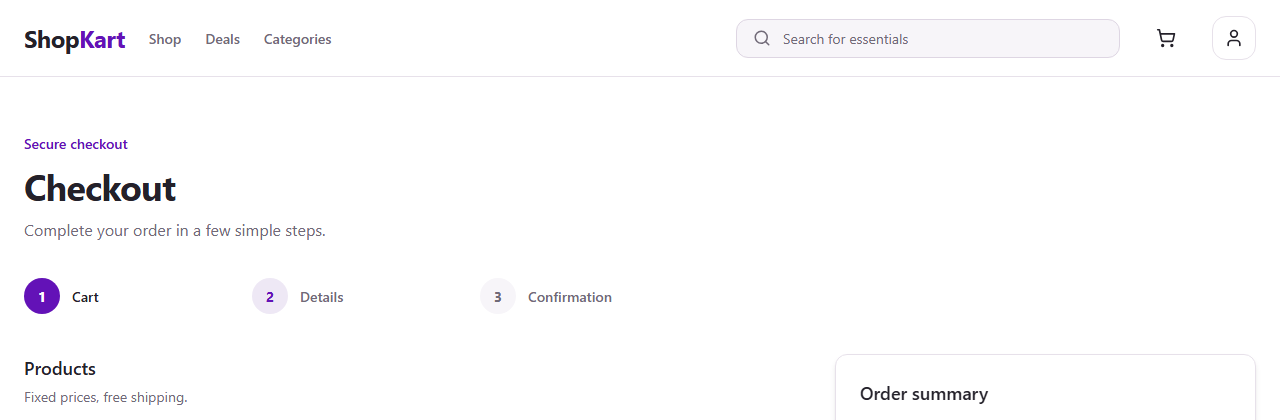 ShopKart Shop Deals Categories Search for essentials
Secure checkout
Checkout
Complete your order in a few simple steps.
1 Cart 2 Details 3 Confirmation
Products
Fixed prices, free shipping.
Order summary